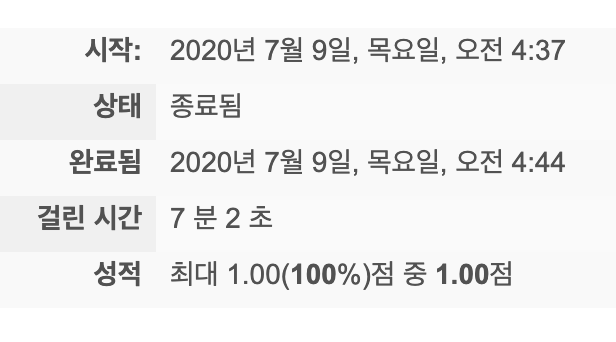 시작: 2020년 7월 9일, 목요일, 오전 4:37
상태 종료됨
완료됨 2020년 7월 9일, 목요일, 오전 4:44
걸린 시간 7 분 2 초
성적 최대 1.00(100%)점 중 1.00점